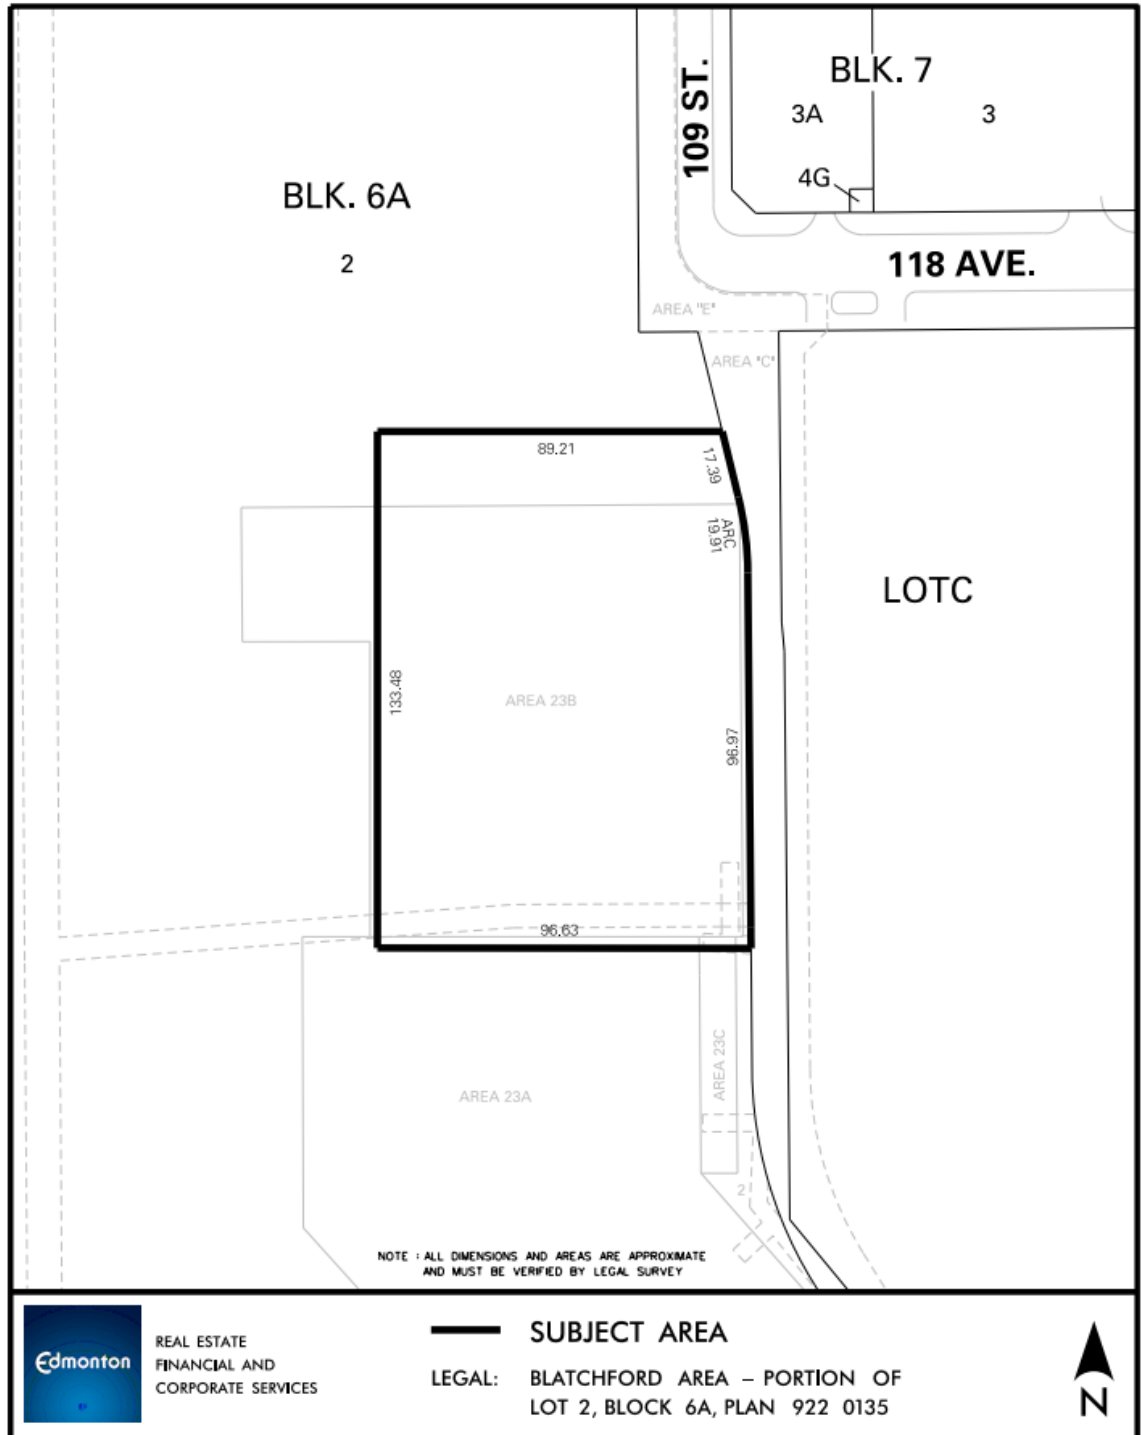 BLK. 7
109 ST.
3A
3
4G
BLK. 6A
2
118 AVE.
AREA "E"
AREA "C"
89.21
17.39
ARC
19.91
LOTC
133.48
AREA 23B
96.97
96.63
AREA 23C
AREA 23A
2
NOTE : ALL DIMENSIONS AND AREAS ARE APPROXIMATE
AND MUST BE VERIFIED BY LEGAL SURVEY
Edmonton
REAL ESTATE
FINANCIAL AND
CORPORATE SERVICES
SUBJECT AREA
LEGAL: BLATCHFORD AREA – PORTION OF
LOT 2, BLOCK 6A, PLAN 922 0135
N